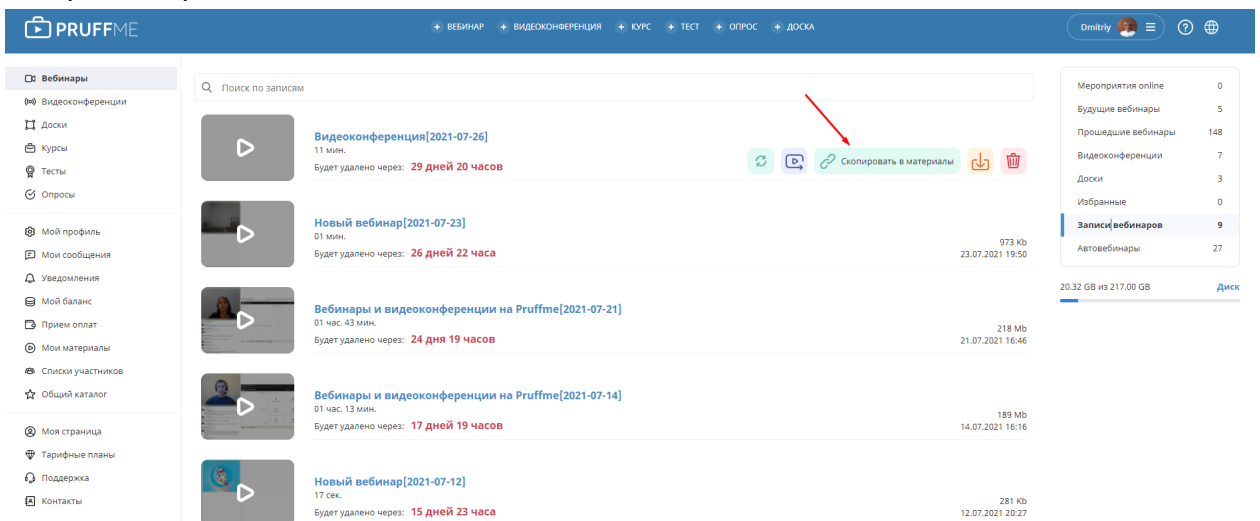 PRUFFME
+ ВЕБИНАР + ВИДЕОКОНФЕРЕНЦИЯ + КУРС + ТЕСТ + ОПРОС + ДОСКА
Dmitriy
Вебинары
Видеоконференции
Доски
Курсы
Тесты
Опросы
Мой профиль
Мои сообщения
Уведомления
Мой баланс
Прием оплат
Мои материалы
Списки участников
Общий каталог
Моя страница
Тарифные планы
Поддержка
Контакты
Поиск по записям
Видеоконференция[2021-07-26]
11 мин.
Будет удалено через: 29 дней 20 часов
Скопировать в материалы
Новый вебинар[2021-07-23]
01 мин.
Будет удалено через: 26 дней 22 часа
973 Kb
23.07.2021 19:50
Вебинары и видеоконференции на Pruffme[2021-07-21]
01 час. 43 мин.
Будет удалено через: 24 дня 19 часов
218 Mb
21.07.2021 16:46
Вебинары и видеоконференции на Pruffme[2021-07-14]
01 час. 13 мин.
Будет удалено через: 17 дней 19 часов
189 Mb
14.07.2021 16:16
Новый вебинар[2021-07-12]
17 сек.
Будет удалено через: 15 дней 23 часа
281 Kb
12.07.2021 20:27
Мероприятия online 0
Будущие вебинары 5
Прошедшие вебинары 148
Видеоконференции 7
Доски 3
Избранные 0
Записи вебинаров 9
Автовебинары 27
20.32 GB из 217.00 GB Диск